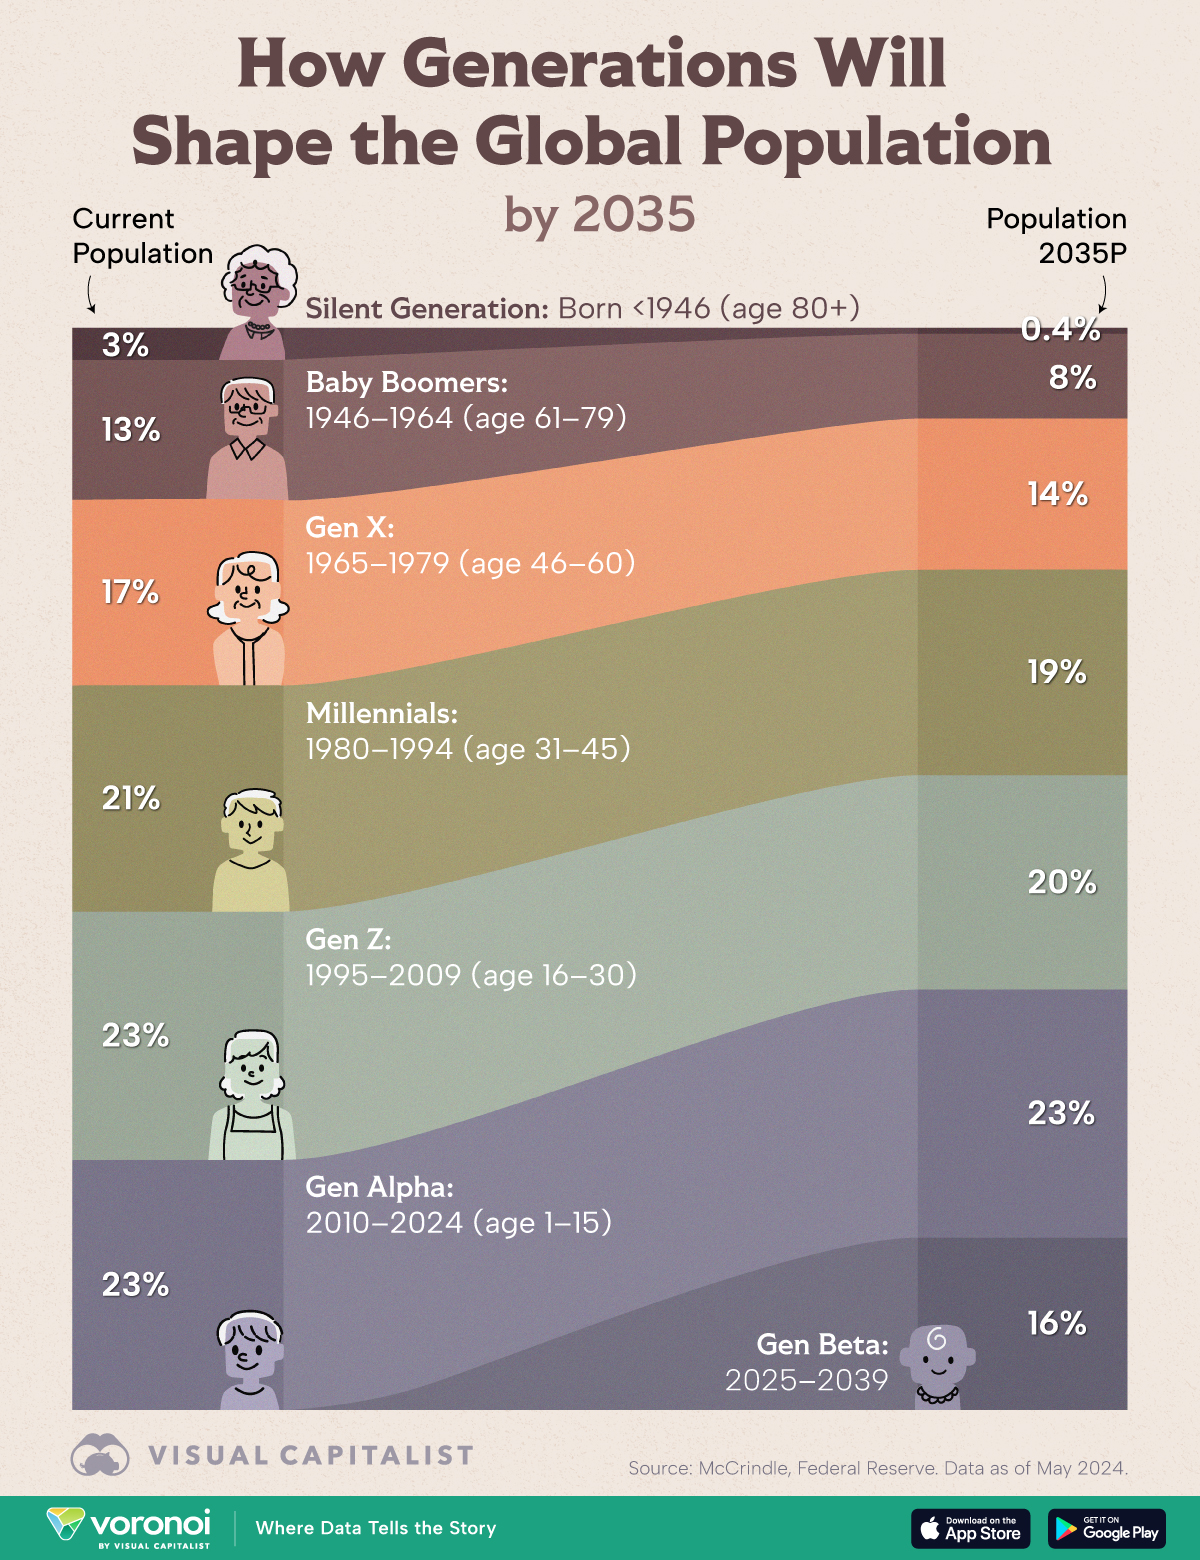 How Generations Will
Shape the Global Population
by 2035
Current
Population
Population
2035P
Silent Generation: Born <1946 (age 80+)
3%
0.4%
Baby Boomers:
1946–1964 (age 61–79)
13%
8%
Gen X:
1965–1979 (age 46–60)
17%
14%
Millennials:
1980–1994 (age 31–45)
21%
19%
Gen Z:
1995–2009 (age 16–30)
23%
20%
Gen Alpha:
2010–2024 (age 1–15)
23%
23%
Gen Beta:
2025–2039
16%
VISUAL CAPITALIST
Source: McCrindle, Federal Reserve. Data as of May 2024.
voronoi
BY VISUAL CAPITALIST
Where Data Tells the Story
Download on the
App Store
GET IT ON
Google Play